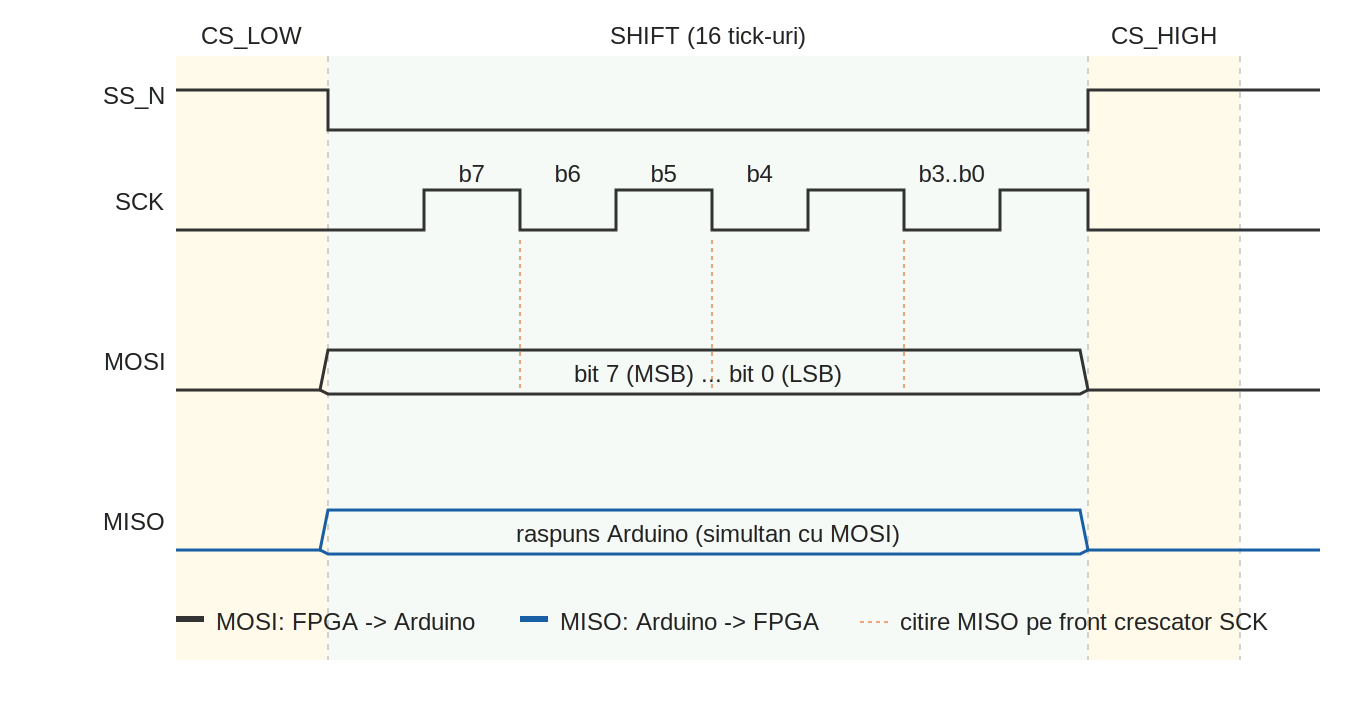 CS_LOW SHIFT (16 tick-uri) CS_HIGH
SS_N
b7 b6 b5 b4 b3..b0
SCK
MOSI
bit 7 (MSB) ... bit 0 (LSB)
MISO
raspuns Arduino (simultan cu MOSI)
MOSI: FPGA -> Arduino MISO: Arduino -> FPGA citire MISO pe front crescator SCK